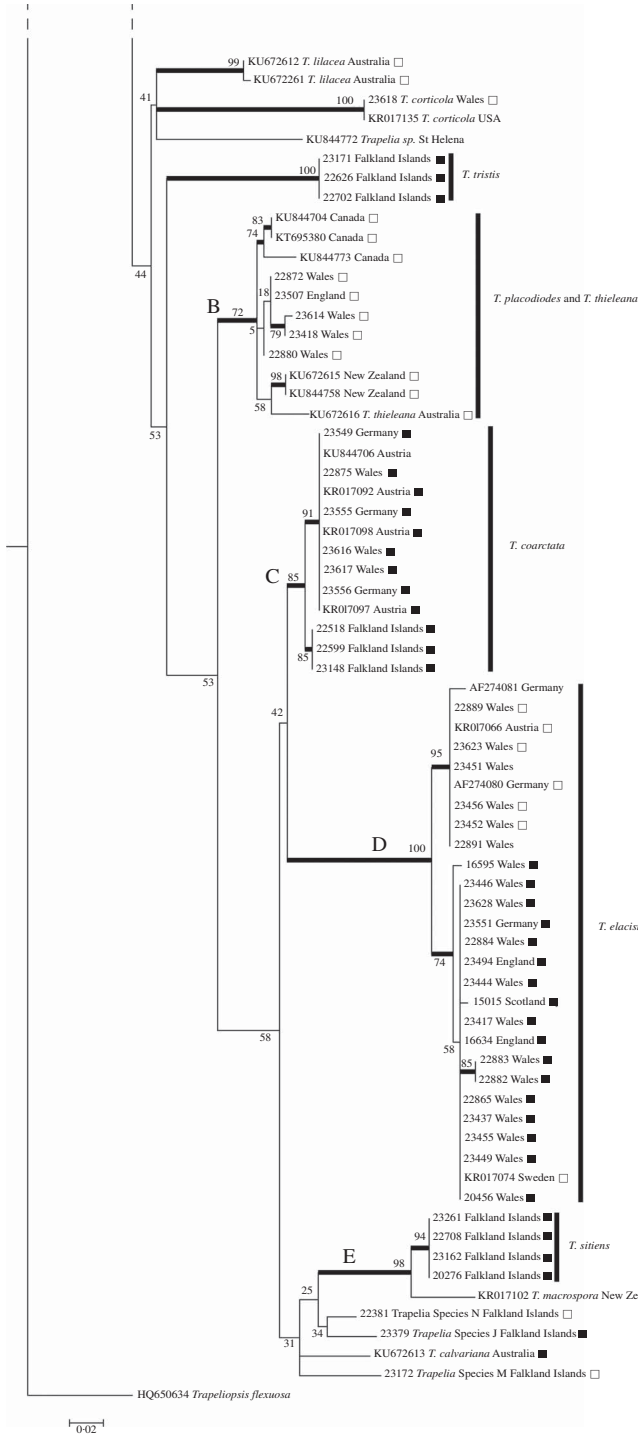 99 KU672612 T. lilacea Australia □
KU672261 T. lilacea Australia □
41
100 23618 T. corticola Wales □
KR017135 T. corticola USA
KU844772 Trapelia sp. St Helena
23171 Falkland Islands ■
100 22626 Falkland Islands ■ T. tristis
22702 Falkland Islands ■
83 KU844704 Canada □
74 KT695380 Canada □
KU844773 Canada □
44
22872 Wales □
18 23507 England □
B 72 T. placodiodes and T. thieleana
23614 Wales □
5 79 23418 Wales □
22880 Wales □
98 KU672615 New Zealand □
KU844758 New Zealand □
58 KU672616 T. thieleana Australia □
53
23549 Germany ■
KU844706 Austria
22875 Wales ■
KR017092 Austria ■
91 23555 Germany ■
KR017098 Austria ■
23616 Wales ■ T. coarctata
23617 Wales ■
C 85
23556 Germany ■
KR0l7097 Austria ■
22518 Falkland Islands ■
85 22599 Falkland Islands ■
23148 Falkland Islands ■
53
AF274081 Germany
22889 Wales □
42
KR0l7066 Austria □
23623 Wales □
95 23451 Wales
AF274080 Germany □
23456 Wales □
23452 Wales □
22891 Wales
D 100
16595 Wales ■
23446 Wales ■
23628 Wales ■
23551 Germany ■
22884 Wales ■
74 23494 England ■
23444 Wales ■
15015 Scotland ■
23417 Wales ■
58 16634 England ■
22883 Wales ■
85 22882 Wales ■
22865 Wales ■
23437 Wales ■
23455 Wales ■
23449 Wales ■
KR017074 Sweden □
20456 Wales ■
58
23261 Falkland Islands ■
94 22708 Falkland Islands ■
T. sitiens
E 98 23162 Falkland Islands ■
20276 Falkland Islands ■
25 KR017102 T. macrospora New Ze
22381 Trapelia Species N Falkland Islands □
34 23379 Trapelia Species J Falkland Islands ■
31 KU672613 T. calvariana Australia ■
23172 Trapelia Species M Falkland Islands □
HQ650634 Trapeliopsis flexuosa
0·02